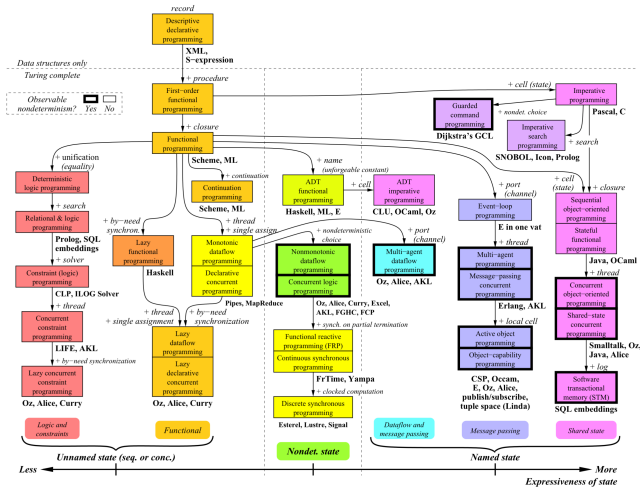 record
Descriptive
declarative
programming
XML,
S−expression
Data structures only
Turing complete
+ procedure
+ cell (state)
Observable
nondeterminism?
Yes
No
First−order
functional
programming
Imperative
programming
Pascal, C
+ nondet. choice
Guarded
command
programming
Dijkstra's GCL
Imperative
search
programming
+ search
SNOBOL, Icon, Prolog
+ closure
Functional
programming
Scheme, ML
+ unification
(equality)
+ continuation
+ name
(unforgeable constant)
Deterministic
logic programming
Continuation
programming
Scheme, ML
ADT
functional
programming
Haskell, ML, E
+ cell
ADT
imperative
programming
CLU, OCaml, Oz
+ port
(channel)
+ cell
(state)
+ closure
Event−loop
programming
E in one vat
Sequential
object−oriented
programming
Stateful
functional
programming
Java, OCaml
+ search
Relational & logic
programming
Prolog, SQL
embeddings
+ by−need
synchron.
+ thread
+ single assign.
+ nondeterministic
choice
+ port
(channel)
+ thread
+ thread
Lazy
functional
programming
Haskell
Monotonic
dataflow
programming
Declarative
concurrent
programming
Pipes, MapReduce
Nonmonotonic
dataflow
programming
Concurrent logic
programming
Oz, Alice, Curry, Excel,
AKL, FGHC, FCP
Multi−agent
dataflow
programming
Oz, Alice, AKL
Multi−agent
programming
Message−passing
concurrent
programming
Erlang, AKL
Concurrent
object−oriented
programming
Shared−state
concurrent
programming
Smalltalk, Oz,
Java, Alice
+ solver
Constraint (logic)
programming
CLP, ILOG Solver
+ thread
+ thread
+ single assignment
+ by−need
synchronization
+ synch. on partial termination
+ local cell
+ log
Concurrent
constraint
programming
LIFE, AKL
+ by−need synchronization
Lazy concurrent
constraint
programming
Oz, Alice, Curry
Lazy
dataflow
programming
Lazy
declarative
concurrent
programming
Oz, Alice, Curry
Functional reactive
programming (FRP)
Continuous synchronous
programming
FrTime, Yampa
+ clocked computation
Discrete synchronous
programming
Esterel, Lustre, Signal
Active object
programming
Object−capability
programming
CSP, Occam,
E, Oz, Alice,
publish/subscribe,
tuple space (Linda)
Software
transactional
memory (STM)
SQL embeddings
Logic and
constraints
Functional
Nondet. state
Dataflow and
message passing
Message passing
Shared state
Unnamed state (seq. or conc.)
Named state
Less
More
Expressiveness of state